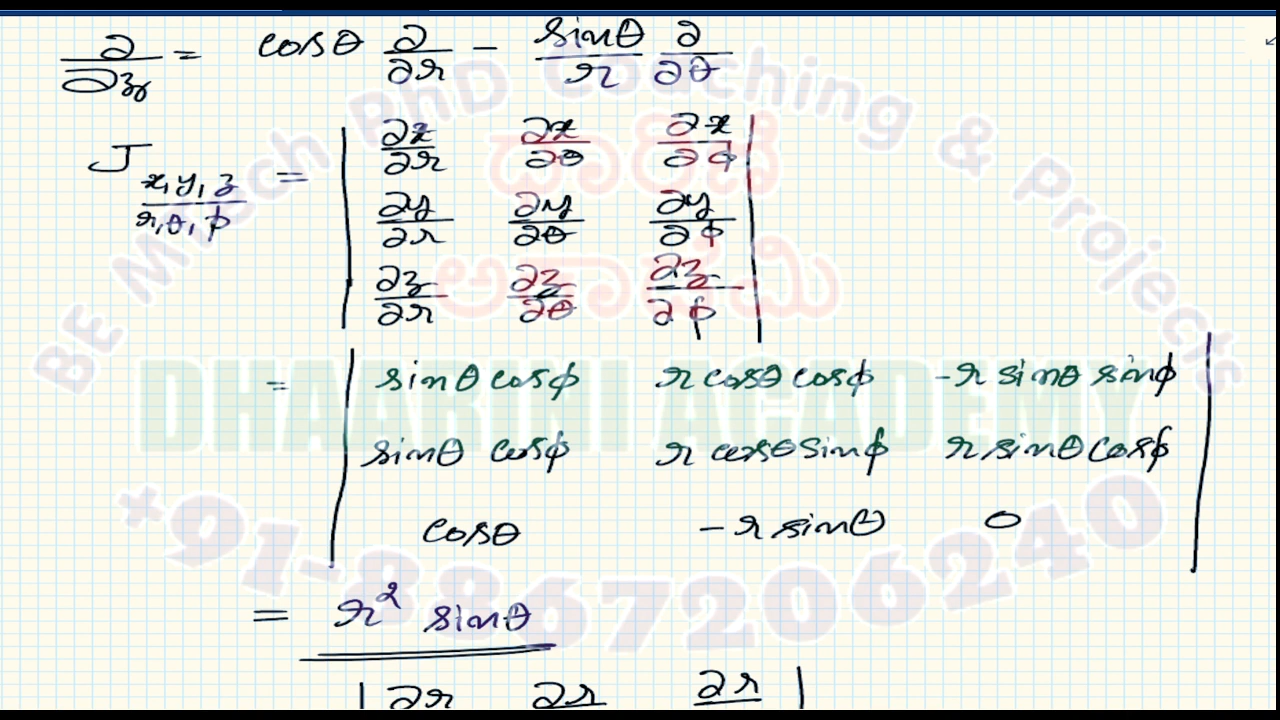 ∂/∂z = cosθ ∂/∂r − sinθ/r ∂/∂θ
J x,y,z / r,θ,φ = | ∂x/∂r ∂x/∂θ ∂x/∂φ |
| ∂y/∂r ∂y/∂θ ∂y/∂φ |
| ∂z/∂r ∂z/∂θ ∂z/∂φ |
= | sinθ cosφ r cosθ cosφ −r sinθ sinφ |
| sinθ cosφ r cosθ sinφ r sinθ cosφ |
| cosθ −r sinθ 0 |
= r² sinθ
| ∂r ∂r ∂r |
BE MTech PhD Coaching & Projects
DHARINI ACADEMY
+91-8867206240